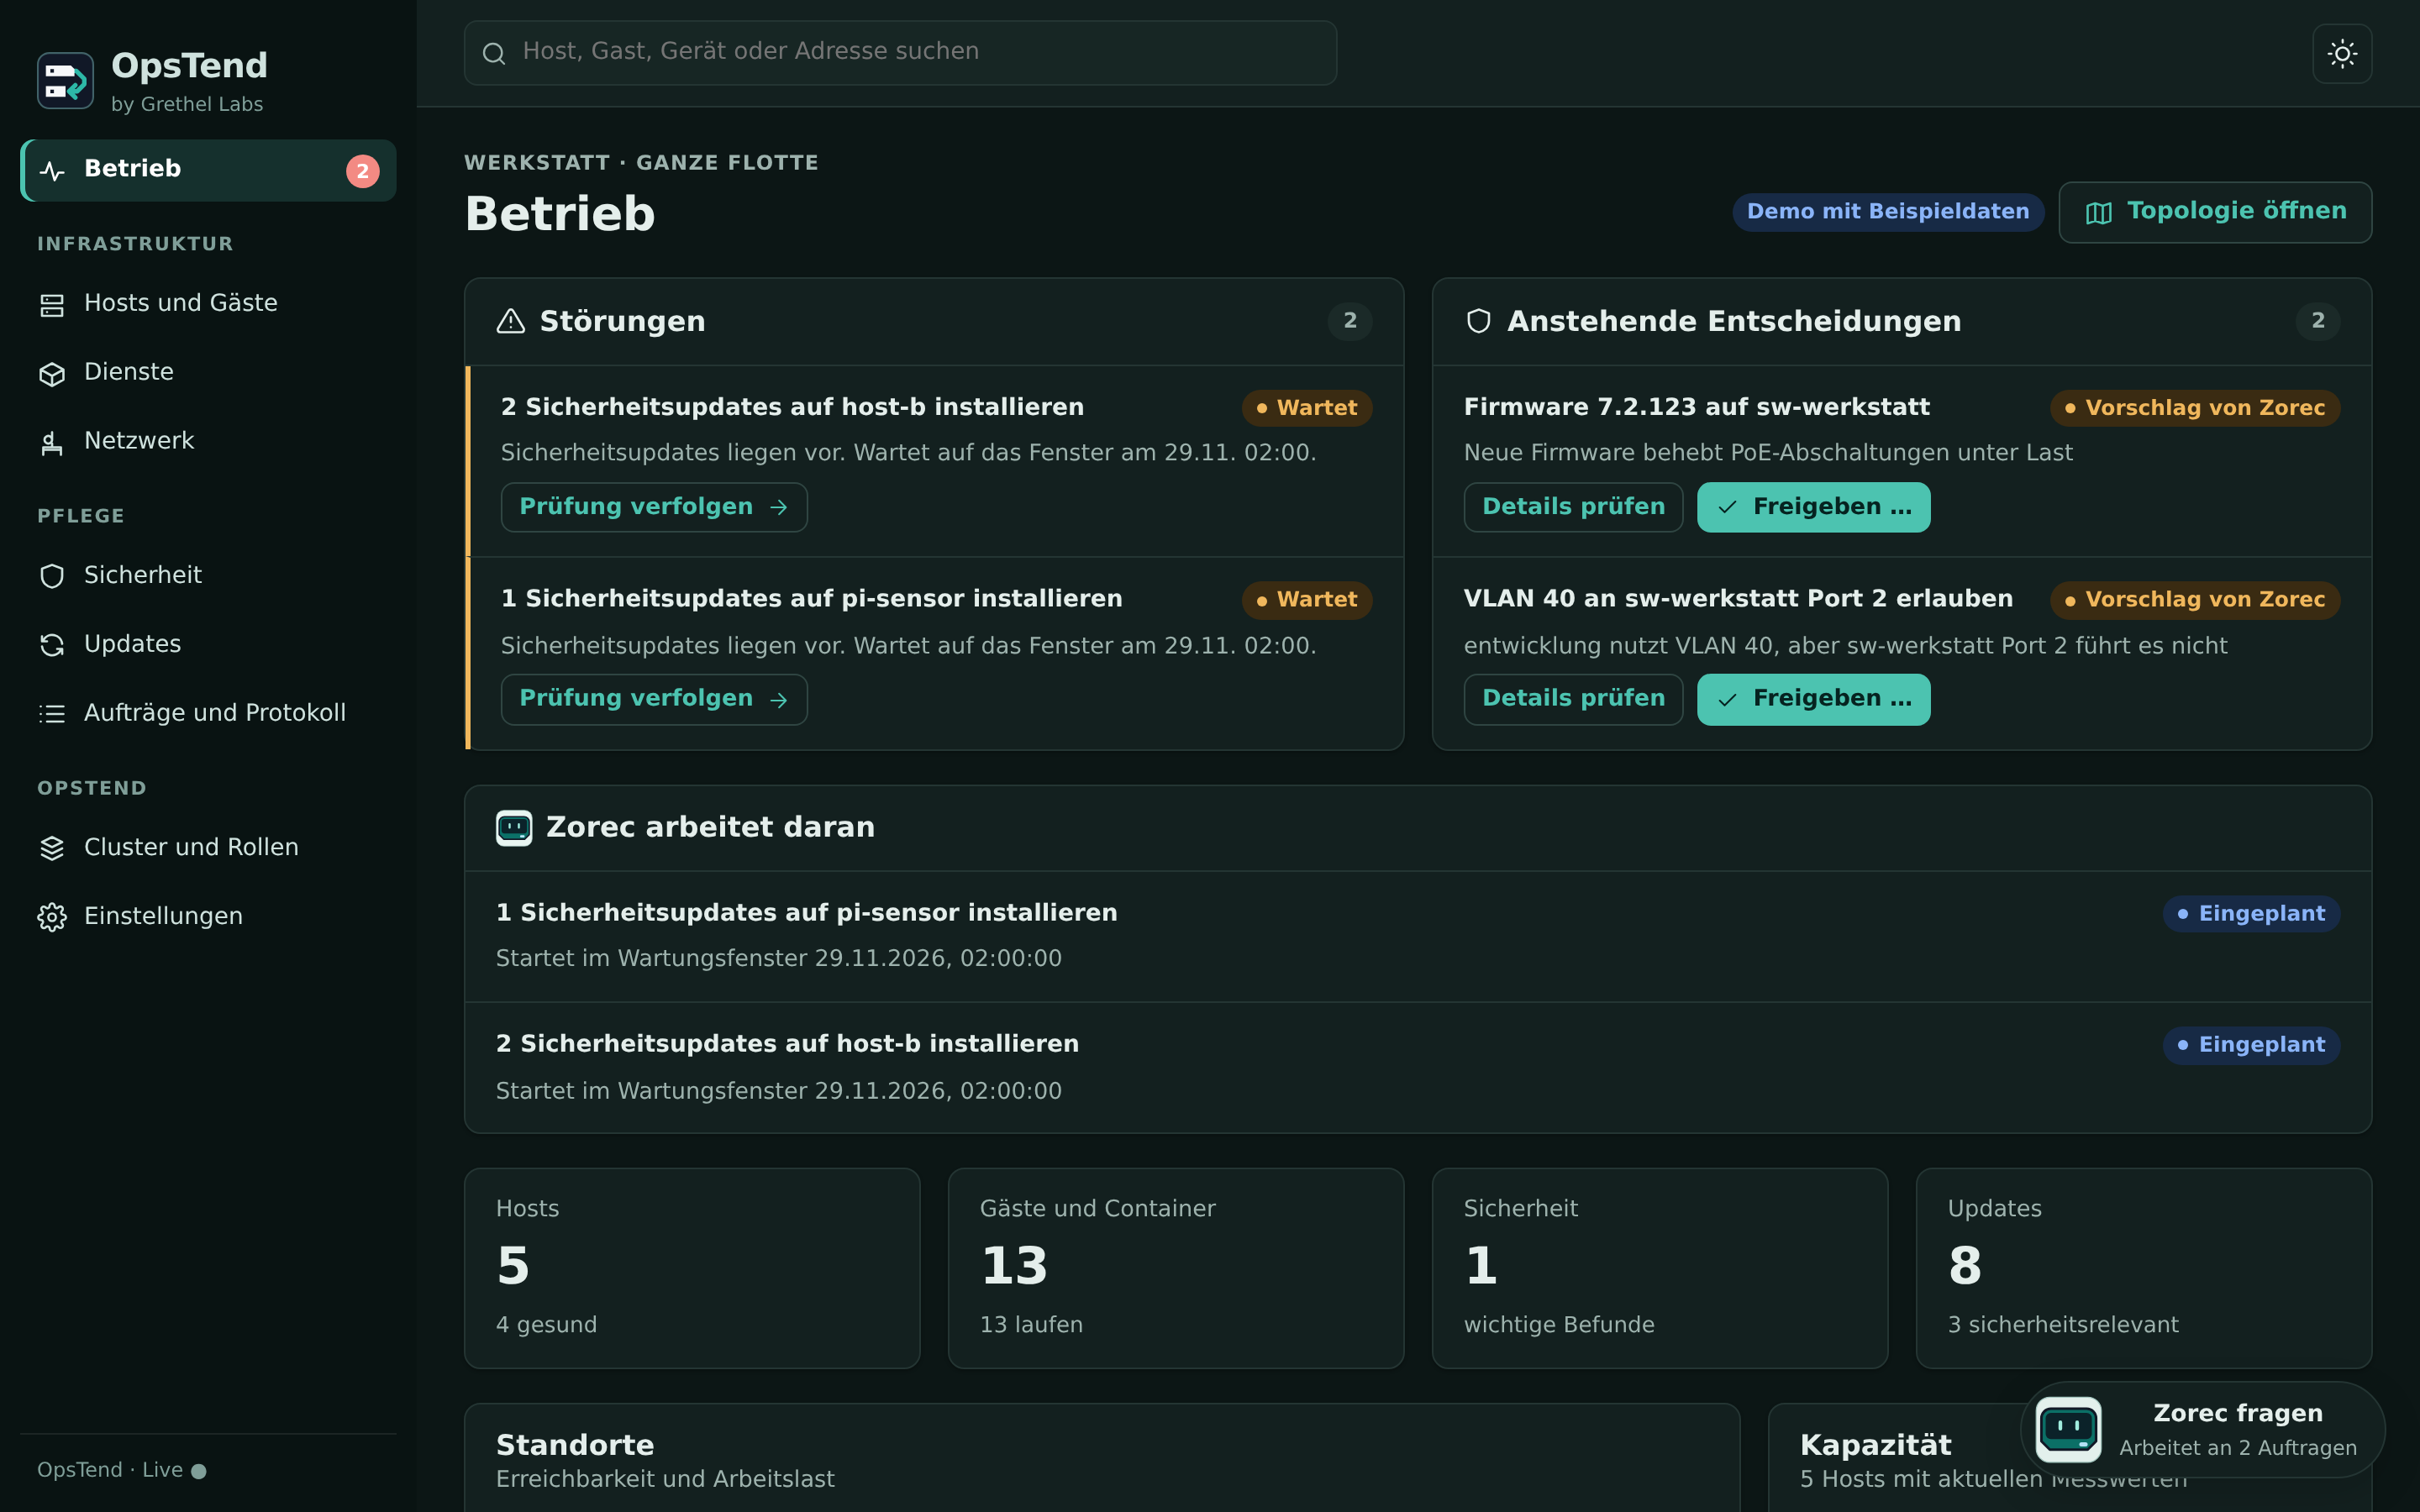 OpsTend
by Grethel Labs
Betrieb 2
INFRASTRUKTUR
Hosts und Gäste
Dienste
Netzwerk
PFLEGE
Sicherheit
Updates
Aufträge und Protokoll
OPSTEND
Cluster und Rollen
Einstellungen
OpsTend · Live
Host, Gast, Gerät oder Adresse suchen
WERKSTATT · GANZE FLOTTE
Betrieb
Demo mit Beispieldaten
Topologie öffnen
Störungen 2
2 Sicherheitsupdates auf host-b installieren Wartet
Sicherheitsupdates liegen vor. Wartet auf das Fenster am 29.11. 02:00.
Prüfung verfolgen →
1 Sicherheitsupdates auf pi-sensor installieren Wartet
Sicherheitsupdates liegen vor. Wartet auf das Fenster am 29.11. 02:00.
Prüfung verfolgen →
Anstehende Entscheidungen 2
Firmware 7.2.123 auf sw-werkstatt Vorschlag von Zorec
Neue Firmware behebt PoE-Abschaltungen unter Last
Details prüfen Freigeben …
VLAN 40 an sw-werkstatt Port 2 erlauben Vorschlag von Zorec
entwicklung nutzt VLAN 40, aber sw-werkstatt Port 2 führt es nicht
Details prüfen Freigeben …
Zorec arbeitet daran
1 Sicherheitsupdates auf pi-sensor installieren Eingeplant
Startet im Wartungsfenster 29.11.2026, 02:00:00
2 Sicherheitsupdates auf host-b installieren Eingeplant
Startet im Wartungsfenster 29.11.2026, 02:00:00
Hosts
5
4 gesund
Gäste und Container
13
13 laufen
Sicherheit
1
wichtige Befunde
Updates
8
3 sicherheitsrelevant
Standorte
Erreichbarkeit und Arbeitslast
Kapazität
5 Hosts mit aktuellen Messwerten
Zorec fragen
Arbeitet an 2 Auftragen